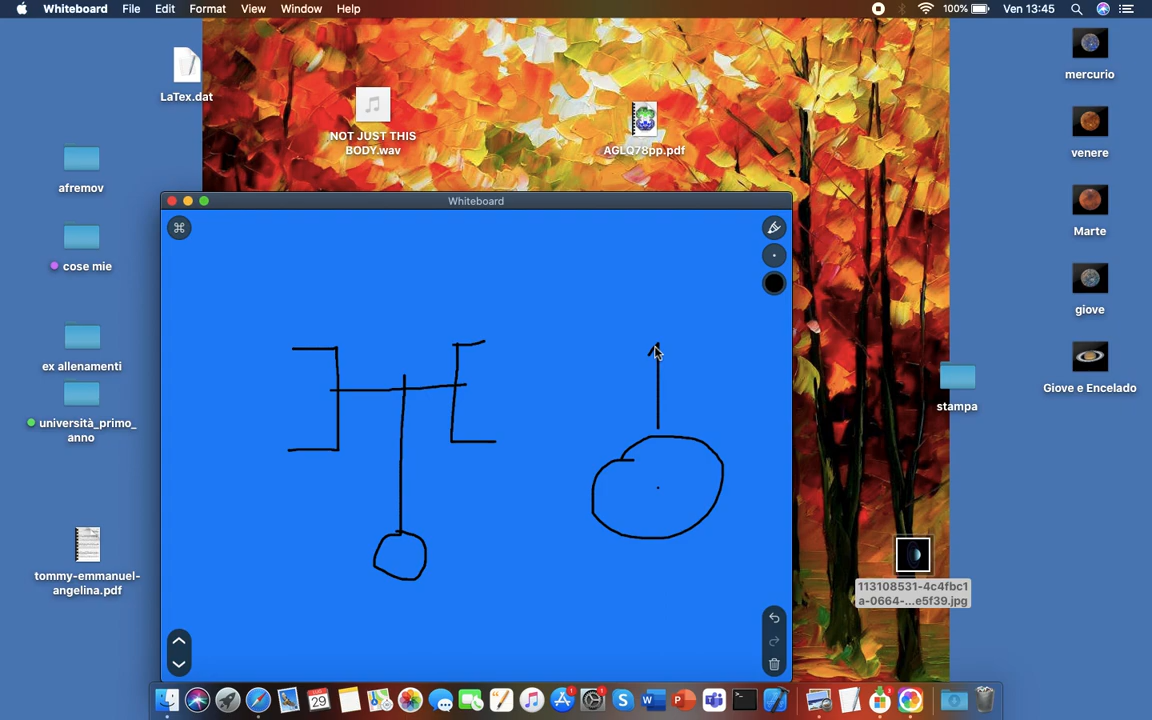 Whiteboard File Edit Format View Window Help 100% Ven 13:45
mercurio
LaTex.dat
NOT JUST THIS
BODY.wav
AGLQ78pp.pdf
venere
afremov
Whiteboard
Marte
cose mie
giove
ex allenamenti
Giove e Encelado
stampa
università_primo_
anno
tommy-emmanuel-
angelina.pdf
113108531-4c4fbc1
a-0664-...e5f39.jpg
29